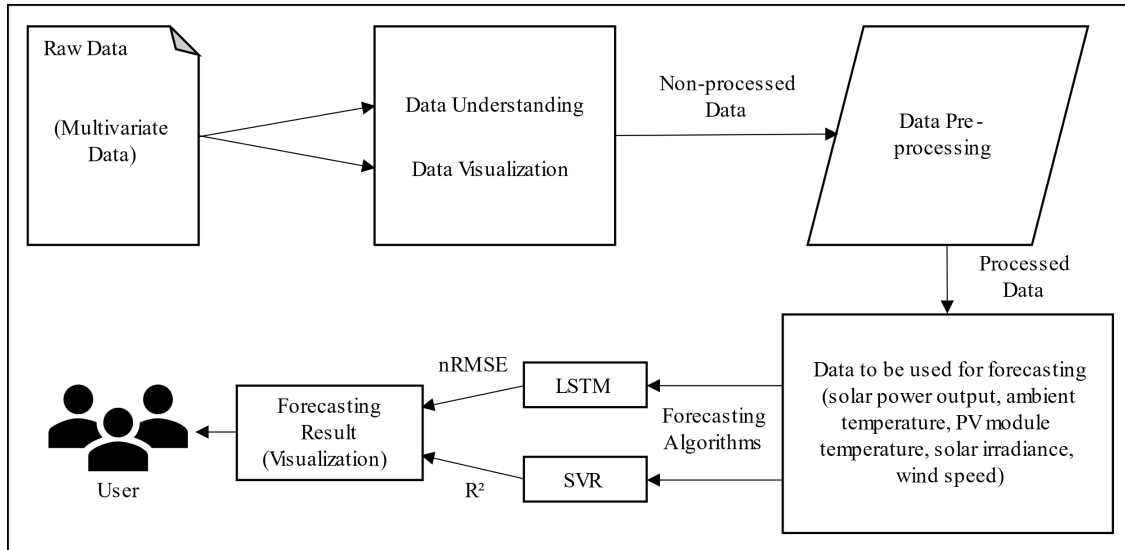 Raw Data
(Multivariate
Data)
Data Understanding
Data Visualization
Non-processed
Data
Data Pre-
processing
Processed
Data
Data to be used for forecasting
(solar power output, ambient
temperature, PV module
temperature, solar irradiance,
wind speed)
Forecasting
Algorithms
LSTM
SVR
nRMSE
R²
Forecasting
Result
(Visualization)
User